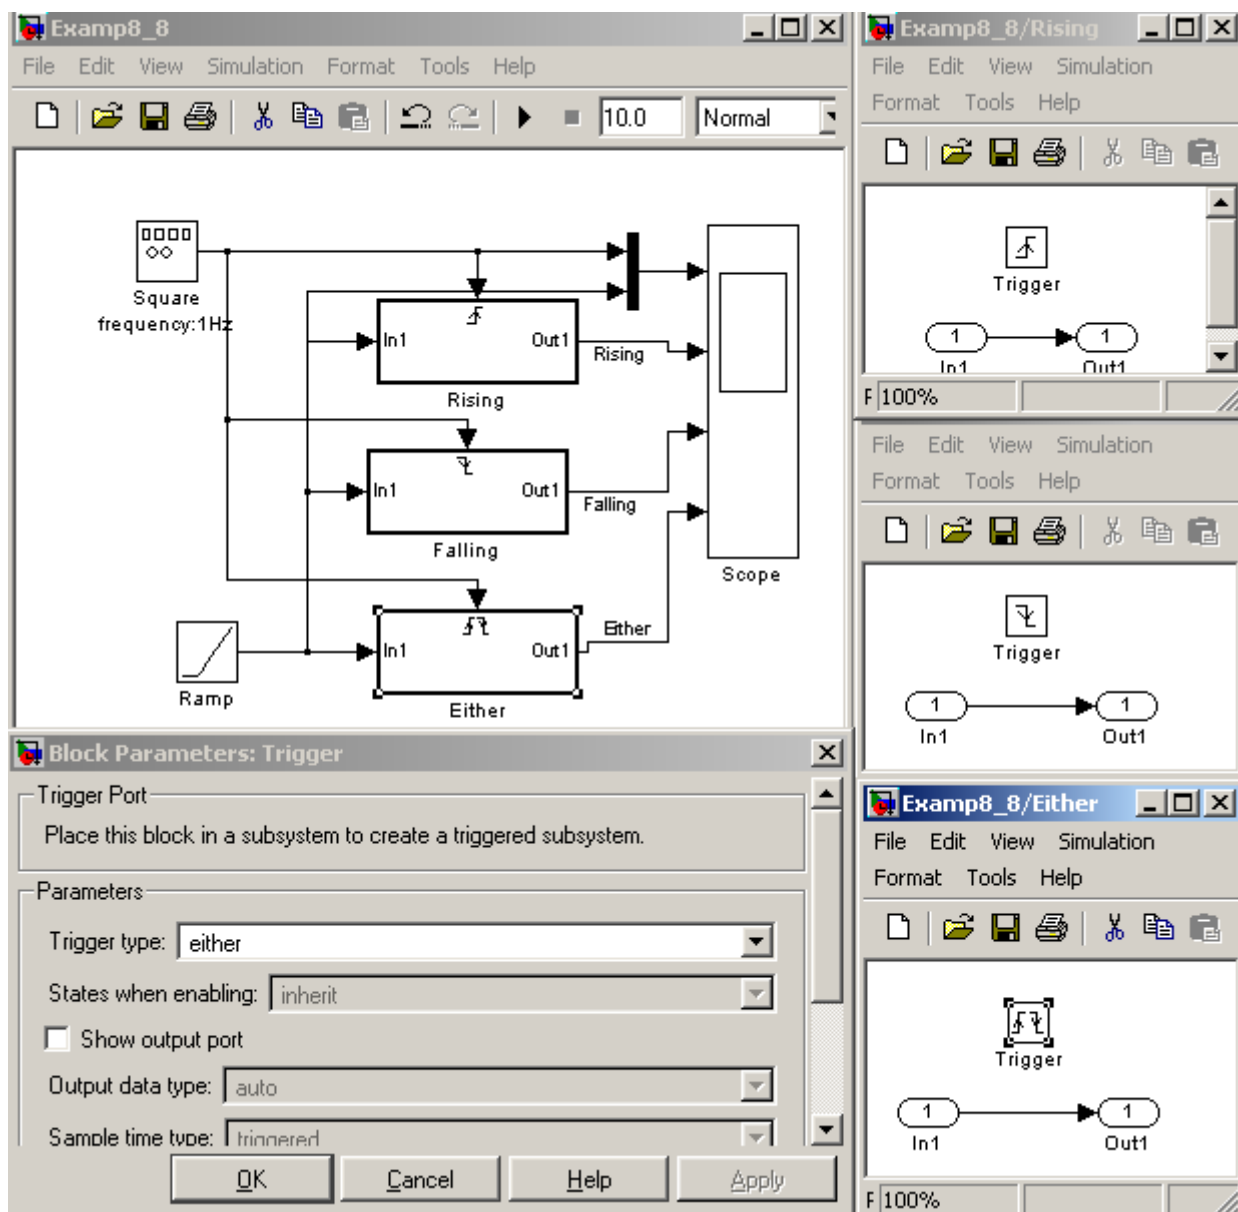 Examp8_8
File Edit View Simulation Format Tools Help
10.0 Normal
Square
frequency:1Hz
In1 Out1
Rising
Rising
In1 Out1
Falling
Falling
In1 Out1
Either
Either
Ramp
Scope
Block Parameters: Trigger
Trigger Port
Place this block in a subsystem to create a triggered subsystem.
Parameters
Trigger type: either
States when enabling: inherit
Show output port
Output data type: auto
Sample time type: triggered
OK Cancel Help Apply
Examp8_8/Rising
File Edit View Simulation
Format Tools Help
Trigger
1 1
In1 Out1
F 100%
File Edit View Simulation
Format Tools Help
Trigger
1 1
In1 Out1
Examp8_8/Either
File Edit View Simulation
Format Tools Help
Trigger
1 1
In1 Out1
F 100%